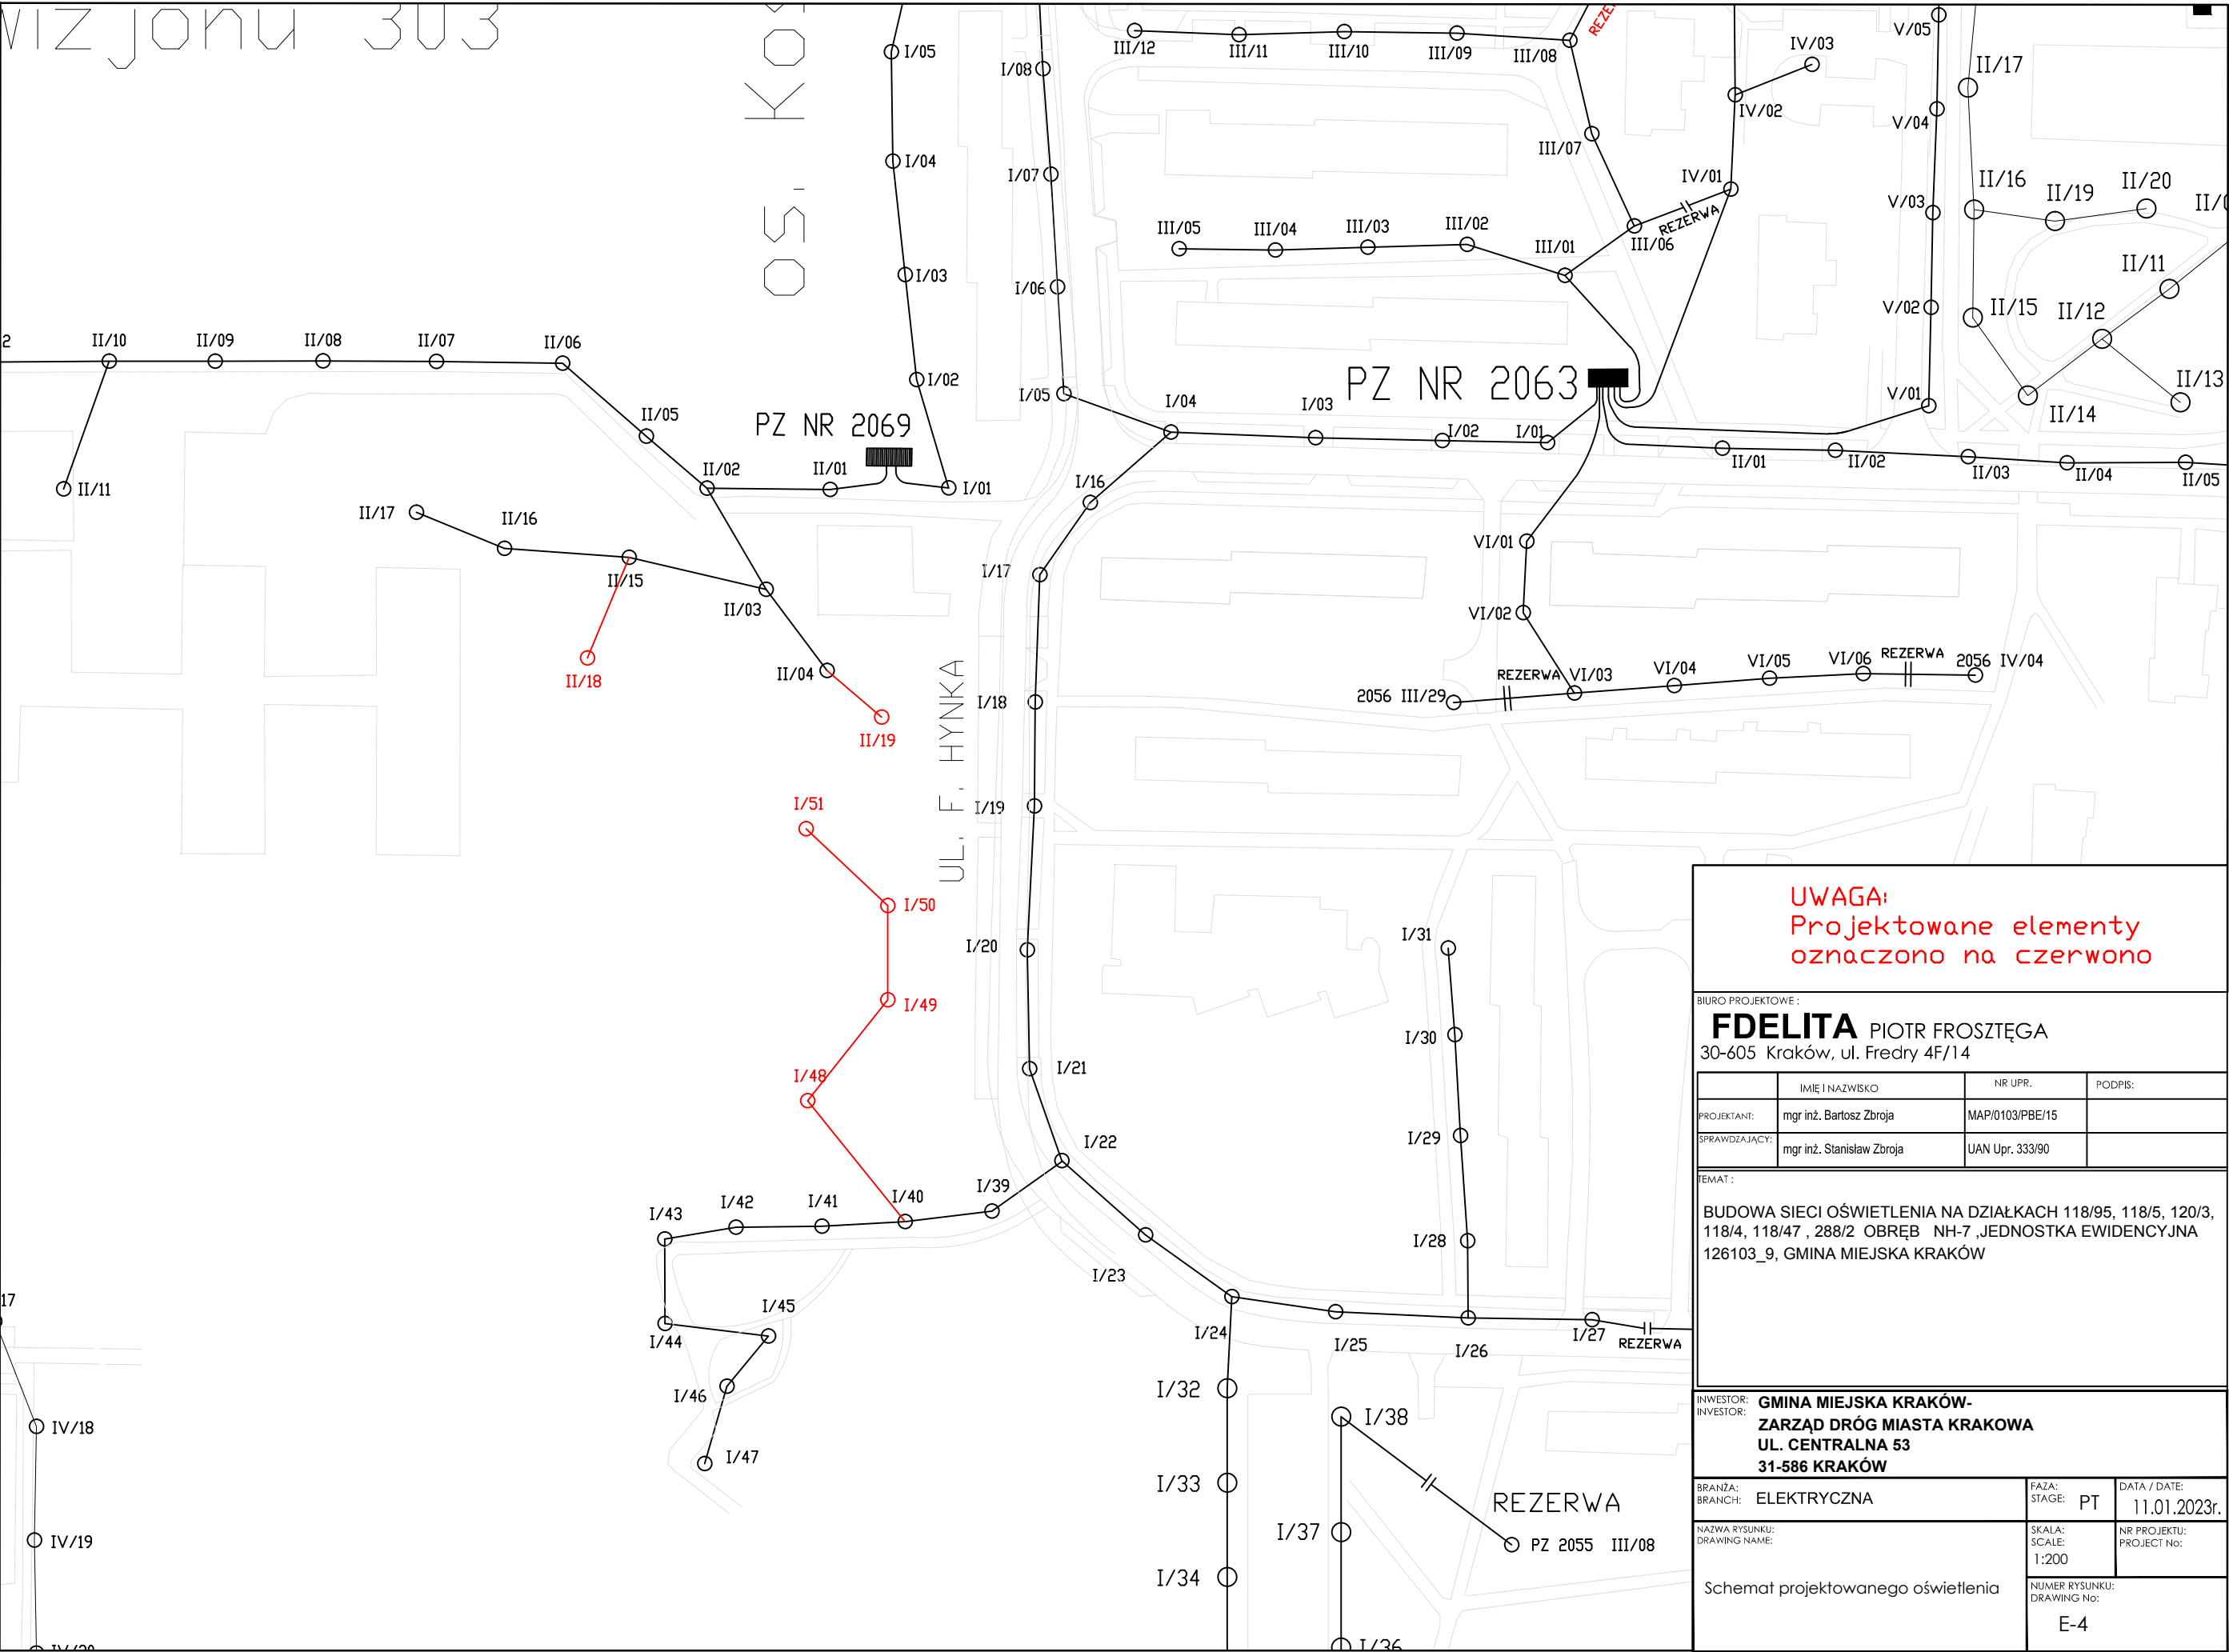 303
I/05
I/04
I/03
I/02
I/01
I/08
I/07
I/06
I/05
III/12
III/11
III/10
III/09
III/08
III/07
III/06
III/05
III/04
III/03
III/02
III/01
IV/03
IV/02
IV/01
REZERWA
V/05
V/04
V/03
V/02
V/01
II/17
II/16
II/19
II/20
II/11
II/15
II/12
II/14
II/13
OS.
II/10
II/09
II/08
II/07
II/06
II/05
II/02
II/01
PZ NR 2069
II/11
II/17
II/16
II/15
II/03
II/04
II/18
II/19
PZ NR 2063
I/04
I/03
I/02
I/01
II/01
II/02
II/03
II/04
II/05
I/16
I/17
I/18
I/19
I/20
I/21
I/22
I/23
I/24
I/25
I/26
I/27
REZERWA
VI/01
VI/02
REZERWA
VI/03
VI/04
VI/05
VI/06
REZERWA
2056 IV/04
2056 III/29
UL. F. HYNKA
I/51
I/50
I/49
I/48
I/31
I/30
I/29
I/28
I/39
I/40
I/41
I/42
I/43
I/44
I/45
I/46
I/47
17
IV/18
IV/19
I/32
I/33
I/34
I/38
I/37
I/36
REZERWA
PZ 2055 III/08
UWAGA:
Projektowane elementy
oznaczono na czerwono
BIURO PROJEKTOWE :
FDELITA PIOTR FROSZTĘGA
30-605 Kraków, ul. Fredry 4F/14
IMIĘ I NAZWISKO NR UPR. PODPIS:
PROJEKTANT: mgr inż. Bartosz Zbroja MAP/0103/PBE/15
SPRAWDZAJĄCY: mgr inż. Stanisław Zbroja UAN Upr. 333/90
TEMAT :
BUDOWA SIECI OŚWIETLENIA NA DZIAŁKACH 118/95, 118/5, 120/3,
118/4, 118/47 , 288/2 OBRĘB NH-7 ,JEDNOSTKA EWIDENCYJNA
126103_9, GMINA MIEJSKA KRAKÓW
INWESTOR: GMINA MIEJSKA KRAKÓW-
INVESTOR: ZARZĄD DRÓG MIASTA KRAKOWA
UL. CENTRALNA 53
31-586 KRAKÓW
BRANŻA:
BRANCH: ELEKTRYCZNA
FAZA:
STAGE: PT
DATA / DATE:
11.01.2023r.
NAZWA RYSUNKU:
DRAWING NAME:
Schemat projektowanego oświetlenia
SKALA:
SCALE:
1:200
NR PROJEKTU:
PROJECT No:
NUMER RYSUNKU:
DRAWING No:
E-4